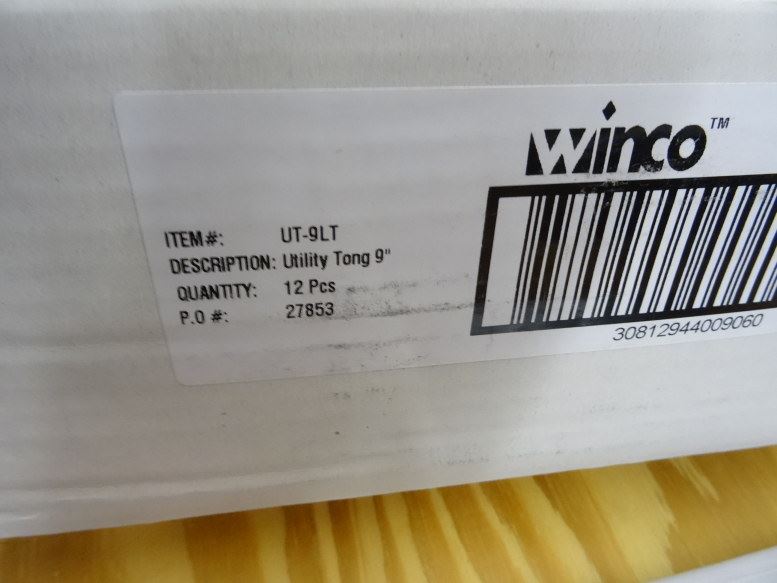 winco™
ITEM#: UT-9LT
DESCRIPTION: Utility Tong 9"
QUANTITY: 12 Pcs
P.O #: 27853
30812944009060